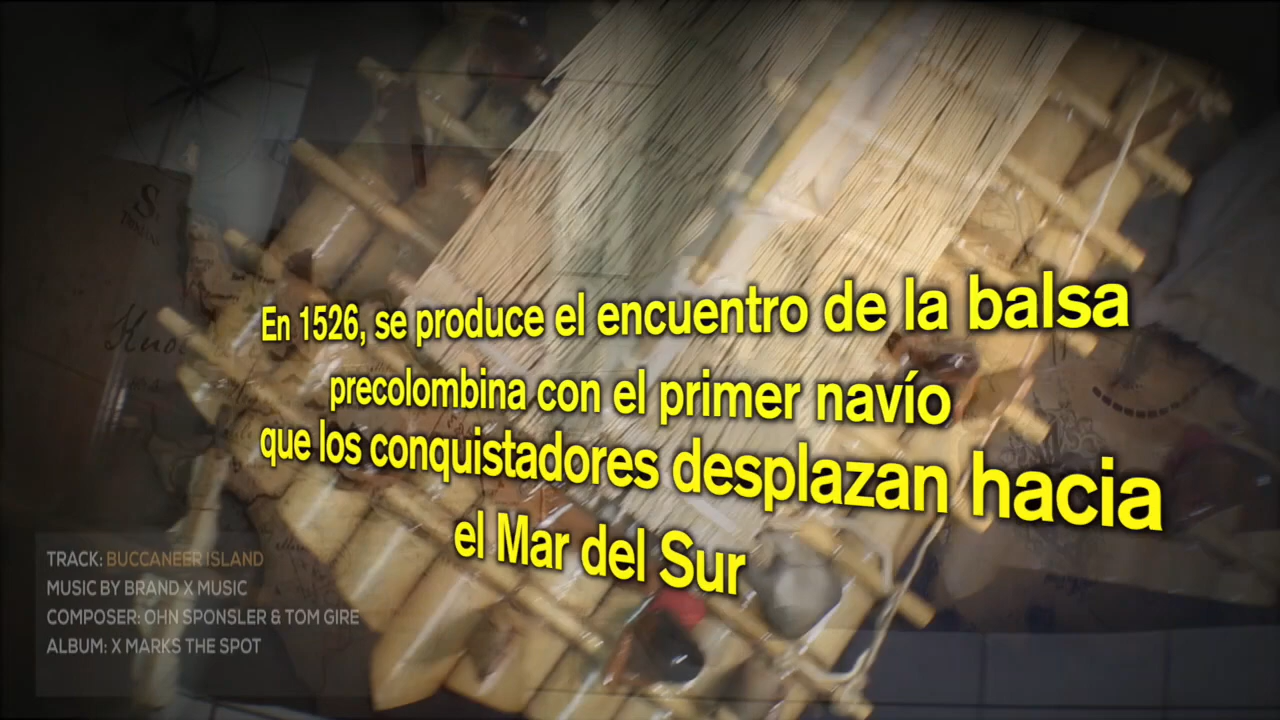 En 1526, se produce el encuentro de la balsa
precolombina con el primer navío
que los conquistadores desplazan hacia
el Mar del Sur
TRACK: BUCCANEER ISLAND
MUSIC BY BRAND X MUSIC
COMPOSER: OHN SPONSLER & TOM GIRE
ALBUM: X MARKS THE SPOT